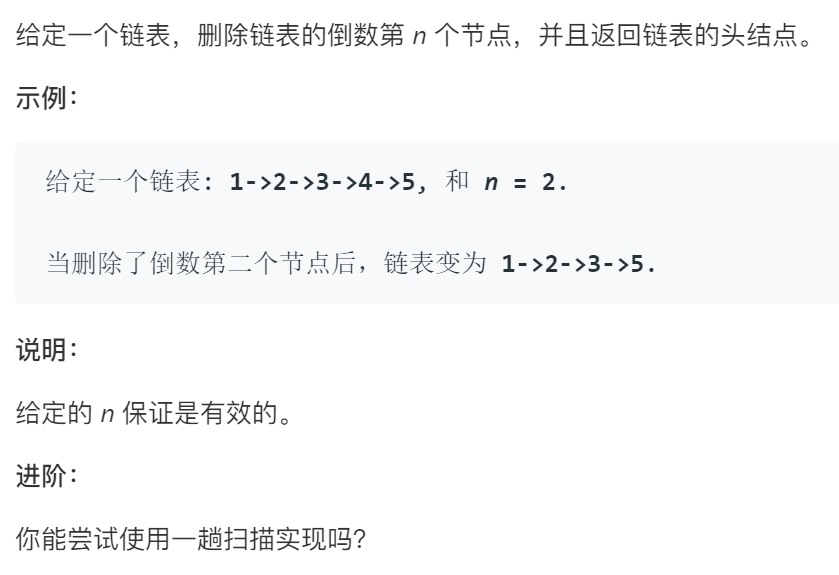 给定一个链表，删除链表的倒数第 n 个节点，并且返回链表的头结点。
示例：
给定一个链表: 1->2->3->4->5, 和 n = 2.
当删除了倒数第二个节点后，链表变为 1->2->3->5.
说明：
给定的 n 保证是有效的。
进阶：
你能尝试使用一趟扫描实现吗？